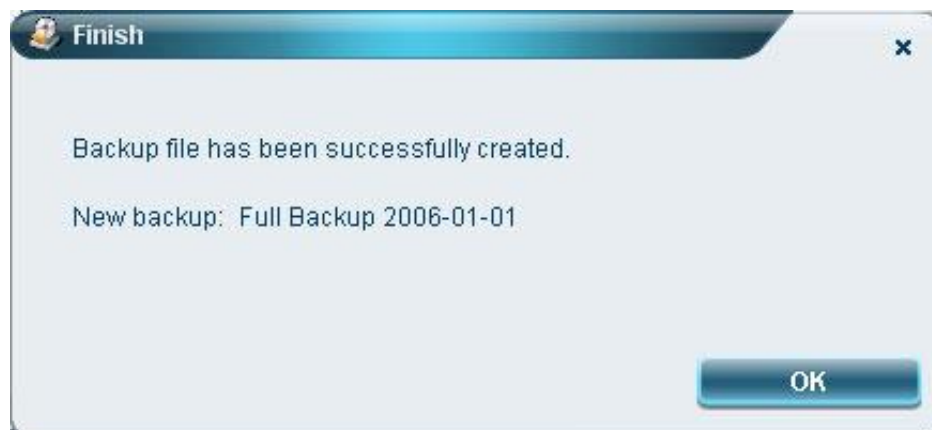 Finish
Backup file has been successfully created.
New backup: Full Backup 2006-01-01
OK